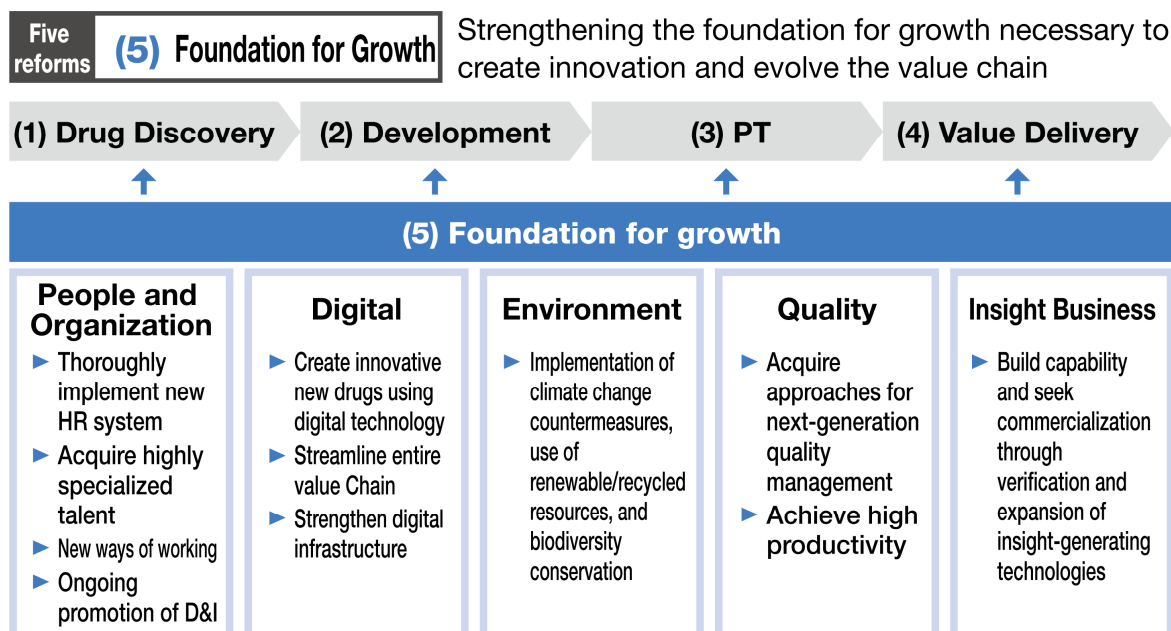 Five
reforms
(5) Foundation for Growth
Strengthening the foundation for growth necessary to
create innovation and evolve the value chain
(1) Drug Discovery
(2) Development
(3) PT
(4) Value Delivery
(5) Foundation for growth
People and
Organization
Thoroughly
implement new
HR system
Acquire highly
specialized
talent
New ways of working
Ongoing
promotion of D&I
Digital
Create innovative
new drugs using
digital technology
Streamline entire
value Chain
Strengthen digital
infrastructure
Environment
Implementation of
climate change
countermeasures,
use of
renewable/recycled
resources, and
biodiversity
conservation
Quality
Acquire
approaches for
next-generation
quality
management
Achieve high
productivity
Insight Business
Build capability
and seek
commercialization
through
verification and
expansion of
insight-generating
technologies